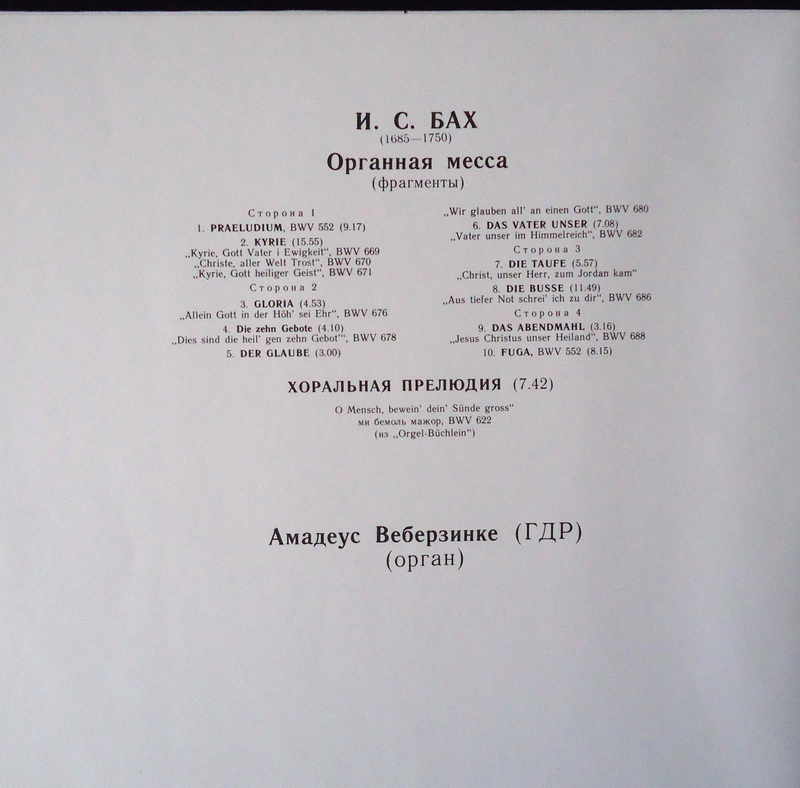 И. С. БАХ
(1685—1750)
Органная месса
(фрагменты)
Сторона 1
1. PRAELUDIUM, BWV 552 (9.17)
2. KYRIE (15.55)
„Kyrie, Gott Vater i Ewigkeit“, BWV 669
„Christe, aller Welt Trost“, BWV 670
„Kyrie, Gott heiliger Geist“, BWV 671
Сторона 2
3. GLORIA (4.53)
„Allein Gott in der Höh' sei Ehr“, BWV 676
4. Die zehn Gebote (4.10)
„Dies sind die heil' gen zehn Gebot'“, BWV 678
5. DER GLAUBE (3.00)
„Wir glauben all' an einen Gott“, BWV 680
6. DAS VATER UNSER (7.08)
„Vater unser im Himmelreich“, BWV 682
Сторона 3
7. DIE TAUFE (5.57)
„Christ, unser Herr, zum Jordan kam“
8. DIE BUSSE (11.49)
„Aus tiefer Not schrei' ich zu dir“, BWV 686
Сторона 4
9. DAS ABENDMAHL (3.16)
„Jesus Christus unser Heiland“, BWV 688
10. FUGA, BWV 552 (8.15)
ХОРАЛЬНАЯ ПРЕЛЮДИЯ (7.42)
O Mensch, bewein' dein' Sünde gross“
ми бемоль мажор, BWV 622
(из „Orgel-Büchlein“)
Амадеус Веберзинке (ГДР)
(орган)